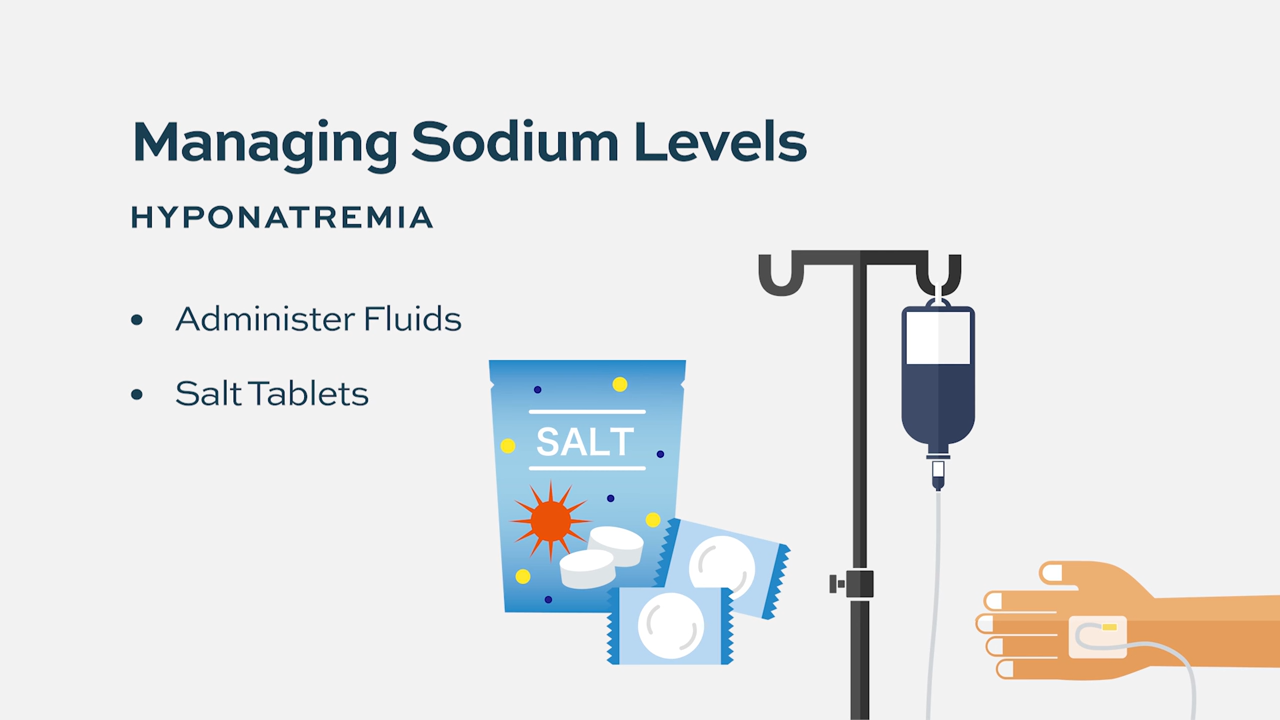 Managing Sodium Levels
HYPONATREMIA
• Administer Fluids
• Salt Tablets
SALT